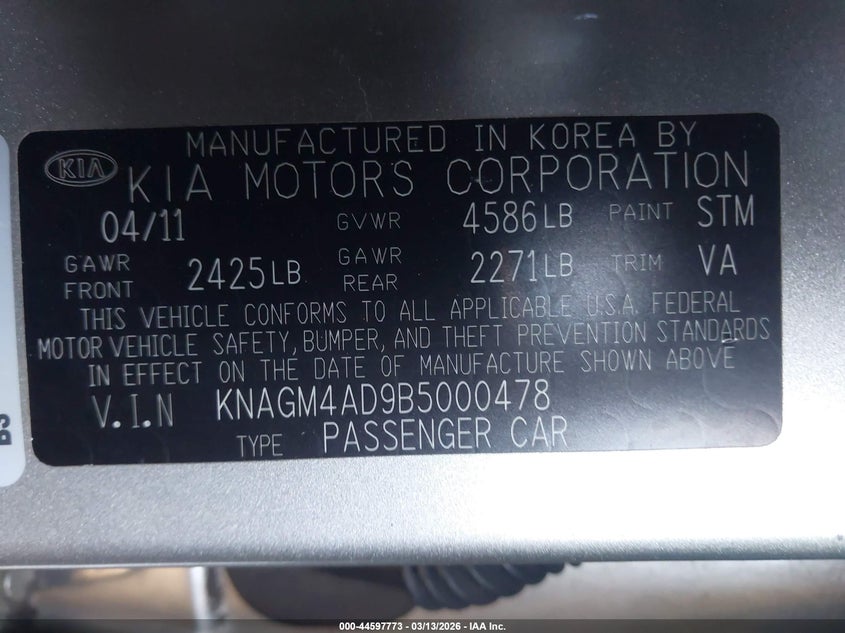 MANUFACTURED IN KOREA BY
KIA KIA MOTORS CORPORATION
04/11 GVWR 4586LB PAINT STM
GAWR FRONT 2425LB GAWR REAR 2271LB TRIM VA
THIS VEHICLE CONFORMS TO ALL APPLICABLE U.S.A. FEDERAL
MOTOR VEHICLE SAFETY, BUMPER, AND THEFT PREVENTION STANDARDS
IN EFFECT ON THE DATE OF MANUFACTURE SHOWN ABOVE
V.I.N KNAGM4AD9B5000478
TYPE PASSENGER CAR
000-44597773 - 03/13/2026 - IAA Inc.